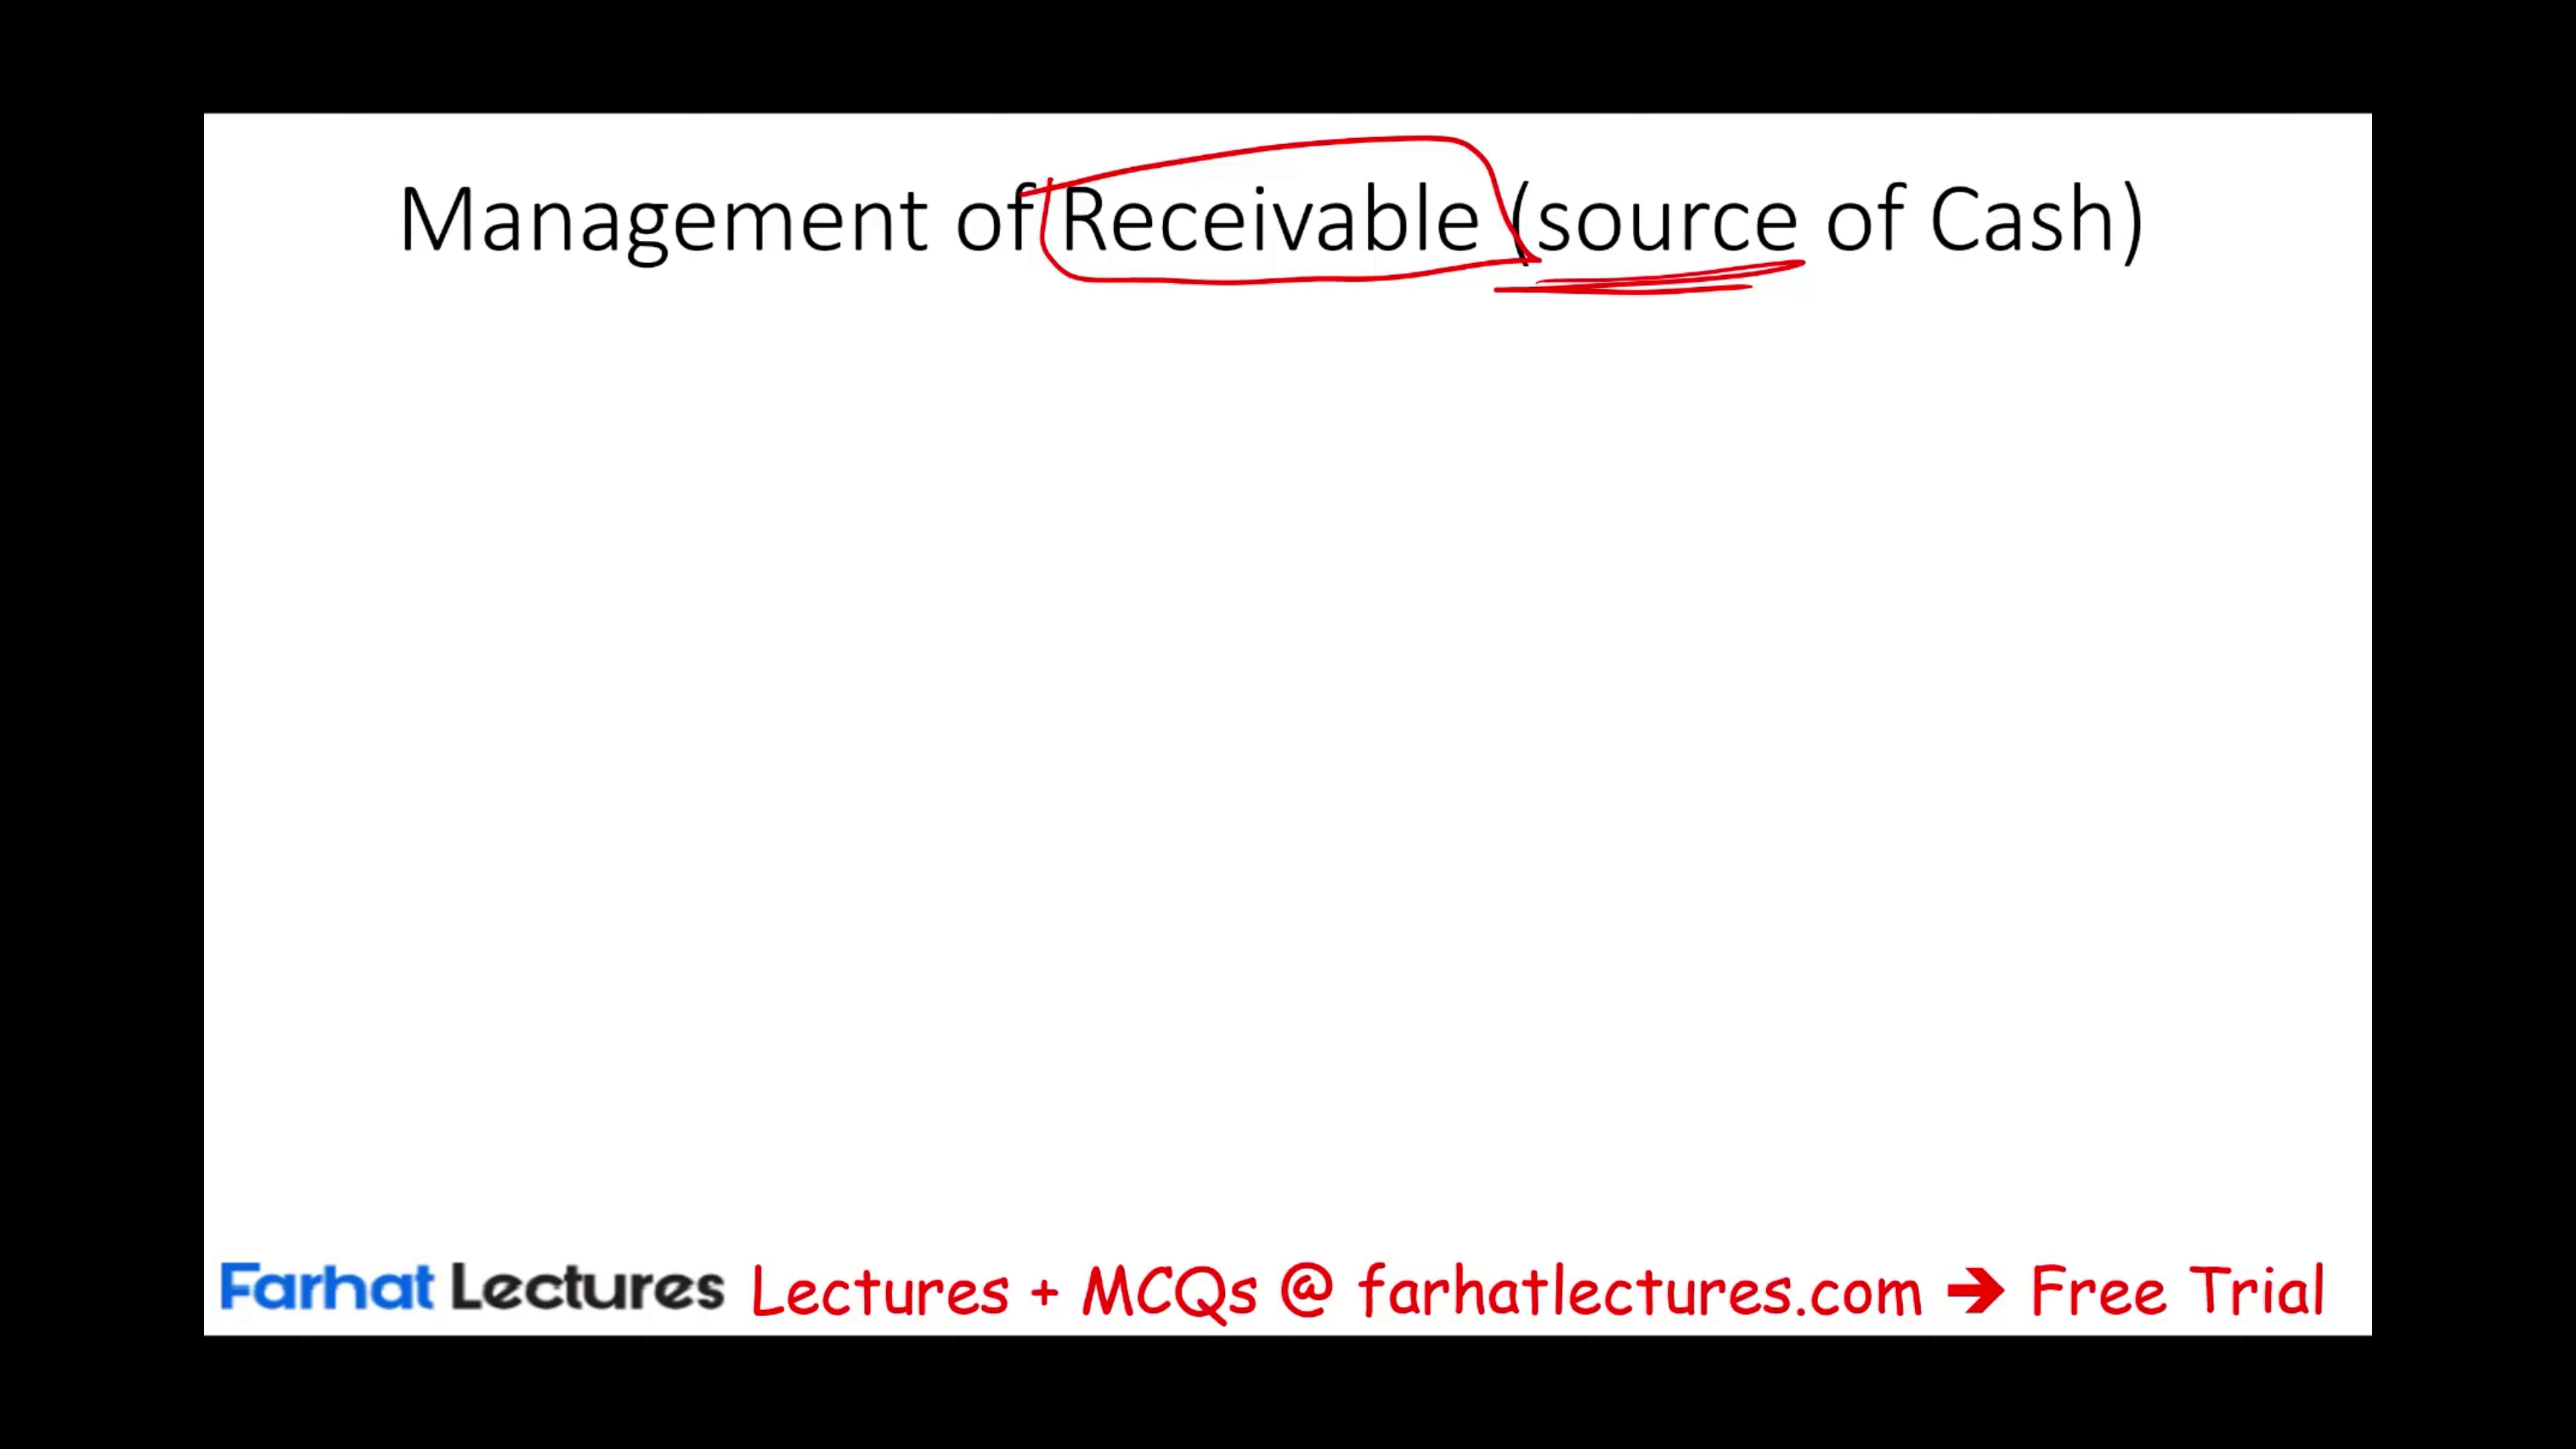 Management of Receivable (source of Cash)
Farhat Lectures Lectures + MCQs @ farhatlectures.com ➔ Free Trial